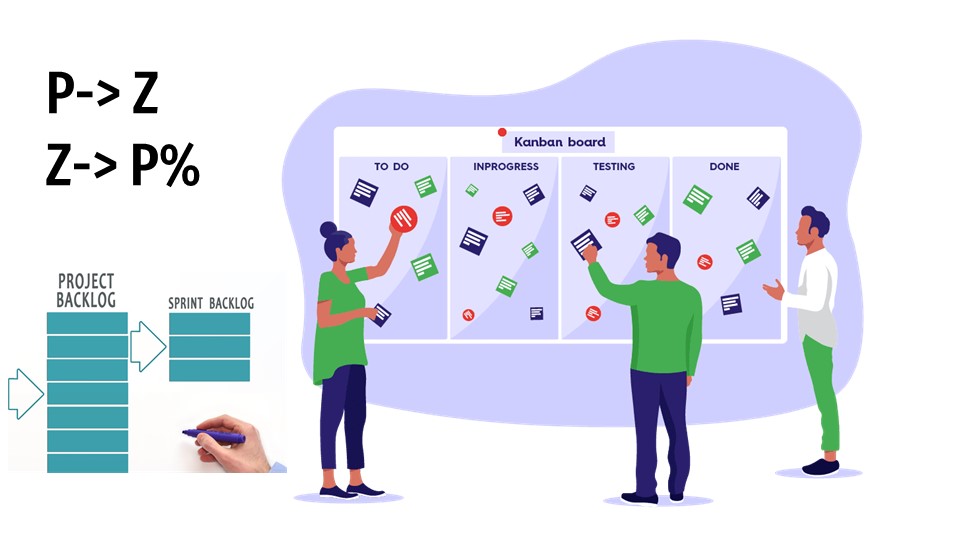 P-> Z
Z-> P%
Kanban board
TO DO
INPROGRESS
TESTING
DONE
PROJECT
BACKLOG
SPRINT BACKLOG